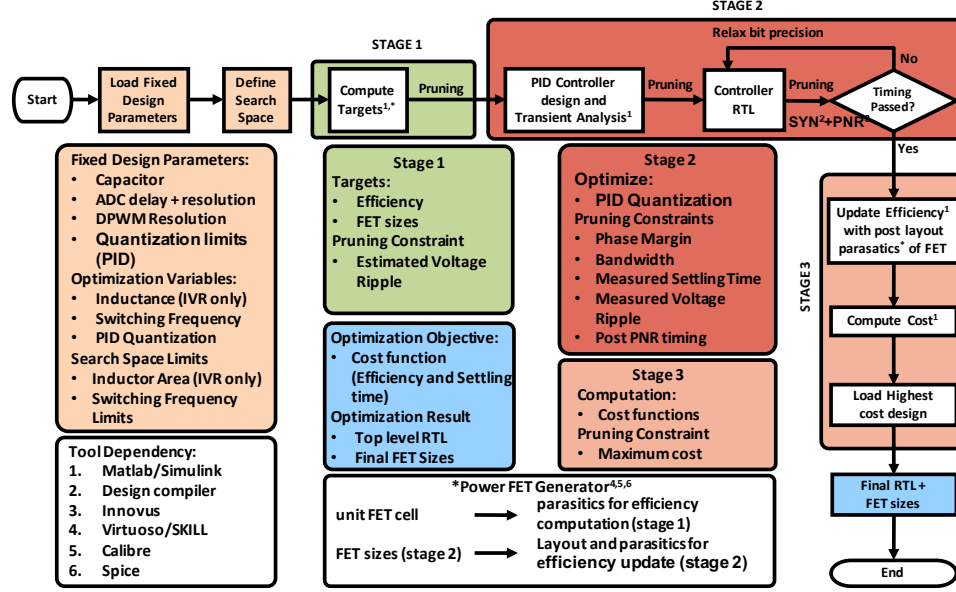 STAGE 2
STAGE 1
Relax bit precision
No
Start
Load Fixed
Design
Parameters
Define
Search
Space
Compute
Targets1,*
Pruning
PID Controller
design and
Transient Analysis1
Pruning
Controller
RTL
Pruning
SYN2+PNR3
Timing
Passed?
Yes
Fixed Design Parameters:
• Capacitor
• ADC delay + resolution
• DPWM Resolution
• Quantization limits
(PID)
Optimization Variables:
• Inductance (IVR only)
• Switching Frequency
• PID Quantization
Search Space Limits
• Inductor Area (IVR only)
• Switching Frequency
Limits
Stage 1
Targets:
• Efficiency
• FET sizes
Pruning Constraint
• Estimated Voltage
Ripple
Stage 2
Optimize:
• PID Quantization
Pruning Constraints
• Phase Margin
• Bandwidth
• Measured Settling Time
• Measured Voltage
Ripple
• Post PNR timing
STAGE 3
Update Efficiency1
with post layout
parasatics* of FET
Compute Cost1
Load Highest
cost design
Final RTL+
FET sizes
End
Optimization Objective:
• Cost function
(Efficiency and Settling
time)
Optimization Result
• Top level RTL
• Final FET Sizes
Stage 3
Computation:
• Cost functions
Pruning Constraint
• Maximum cost
Tool Dependency:
1. Matlab/Simulink
2. Design compiler
3. Innovus
4. Virtuoso/SKILL
5. Calibre
6. Spice
*Power FET Generator4,5,6
unit FET cell
parasitics for efficiency
computation (stage 1)
FET sizes (stage 2)
Layout and parasitics for
efficiency update (stage 2)